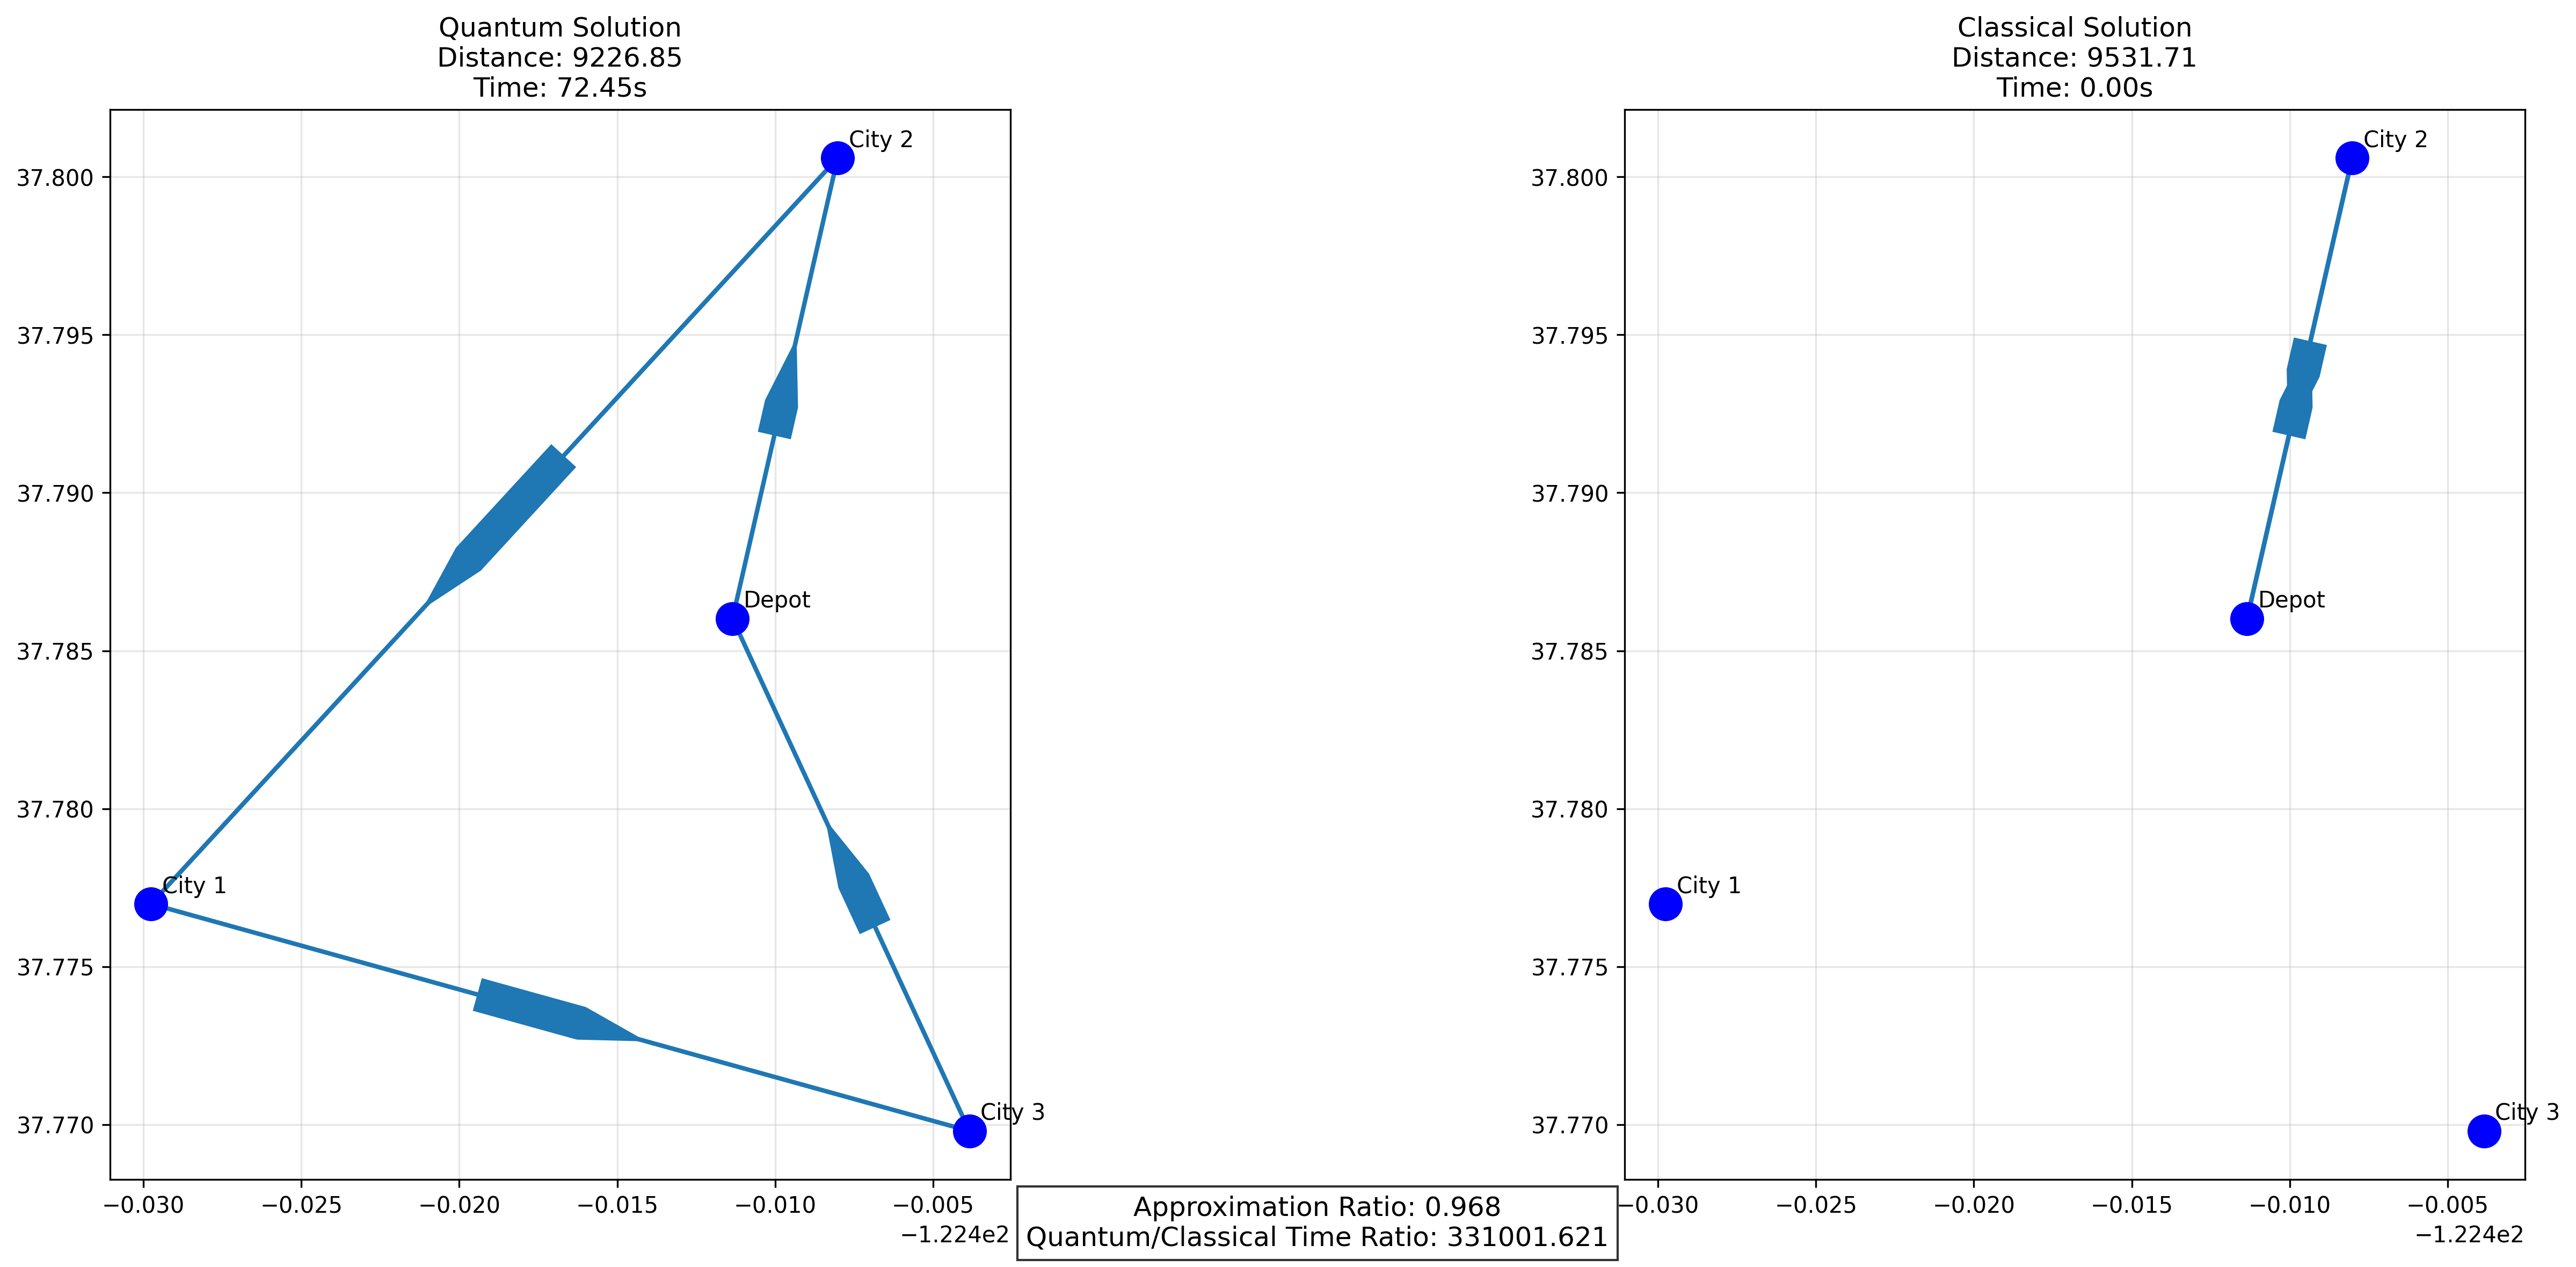 Quantum Solution
Distance: 9226.85
Time: 72.45s
37.800
37.795
37.790
37.785
37.780
37.775
37.770
City 2
Depot
City 1
City 3
−0.030
−0.025
−0.020
−0.015
−0.010
−0.005
−1.224e2
Classical Solution
Distance: 9531.71
Time: 0.00s
37.800
37.795
37.790
37.785
37.780
37.775
37.770
City 2
Depot
City 1
City 3
−0.030
−0.025
−0.020
−0.015
−0.010
−0.005
−1.224e2
Approximation Ratio: 0.968
Quantum/Classical Time Ratio: 331001.621